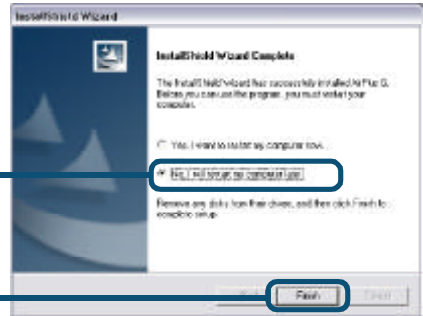 InstallShield Wizard
InstallShield Wizard Complete
The InstallShield Wizard has successfully installed AirPlus G.
Before you can use the program, you must restart your
computer.
Yes, I want to restart my computer now.
No, I will restart my computer later.
Remove any disks from their drives, and then click Finish to
complete setup.
Finish